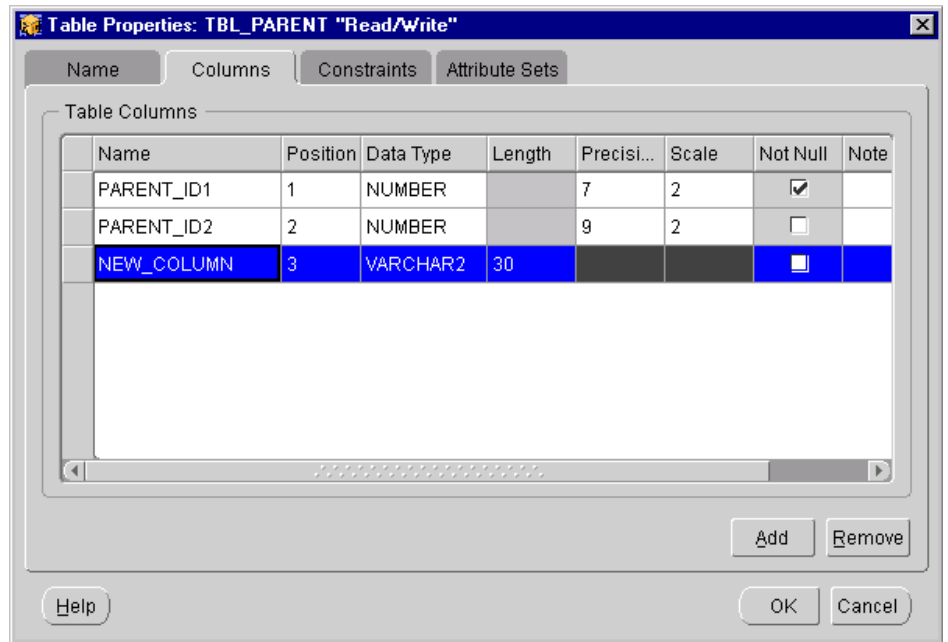 Table Properties: TBL_PARENT "Read/Write"
Name Columns Constraints Attribute Sets
Table Columns
Name Position Data Type Length Precisi... Scale Not Null Note
PARENT_ID1 1 NUMBER 7 2
PARENT_ID2 2 NUMBER 9 2
NEW_COLUMN 3 VARCHAR2 30
Add Remove
Help OK Cancel